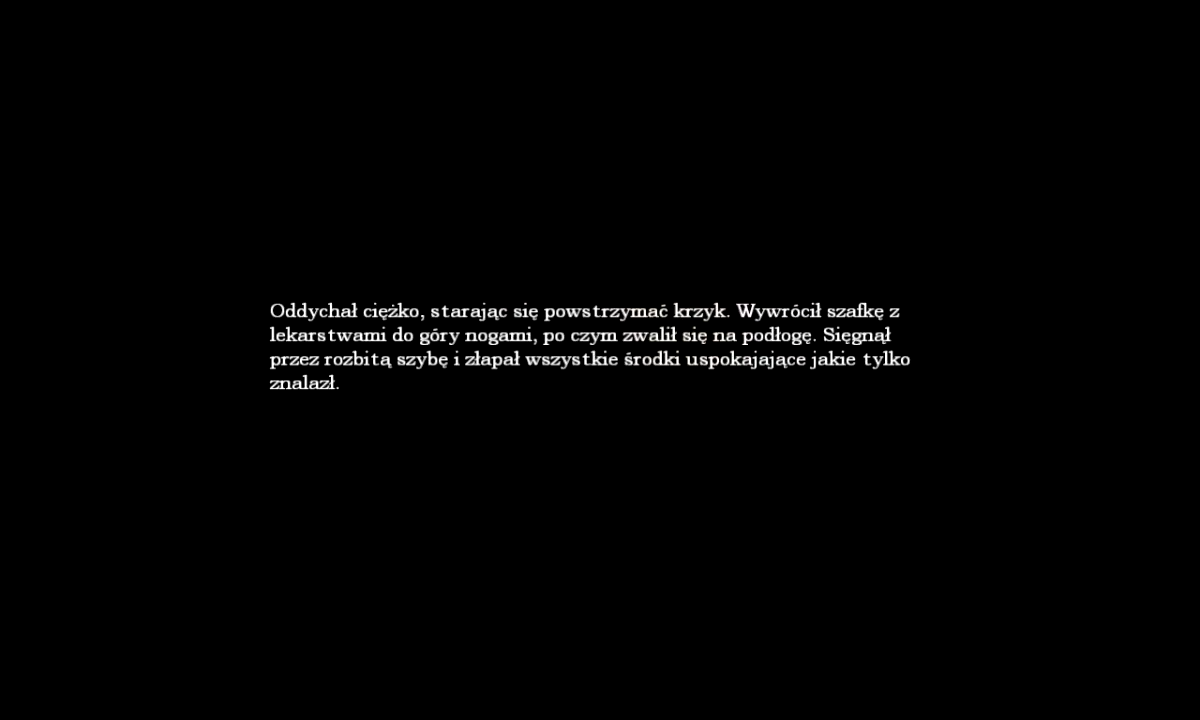 Oddychał ciężko, starając się powstrzymać krzyk. Wywrócił szafkę z
lekarstwami do góry nogami, po czym zwalił się na podłogę. Sięgnął
przez rozbitą szybę i złapał wszystkie środki uspokajające jakie tylko
znalazł.